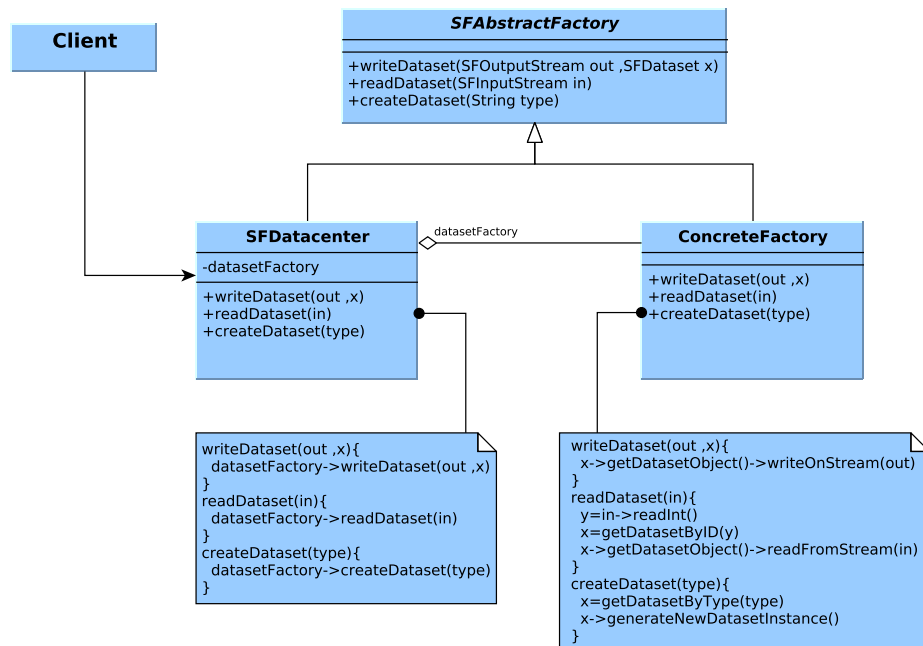 Client
SFAbstractFactory
+writeDataset(SFOutputStream out ,SFDataset x)
+readDataset(SFInputStream in)
+createDataset(String type)
SFDatacenter
-datasetFactory
+writeDataset(out ,x)
+readDataset(in)
+createDataset(type)
datasetFactory
ConcreteFactory
+writeDataset(out ,x)
+readDataset(in)
+createDataset(type)
writeDataset(out ,x){
datasetFactory->writeDataset(out ,x)
}
readDataset(in){
datasetFactory->readDataset(in)
}
createDataset(type){
datasetFactory->createDataset(type)
}
writeDataset(out ,x){
x->getDatasetObject()->writeOnStream(out)
}
readDataset(in){
y=in->readInt()
x=getDatasetByID(y)
x->getDatasetObject()->readFromStream(in)
}
createDataset(type){
x=getDatasetByType(type)
x->generateNewDatasetInstance()
}